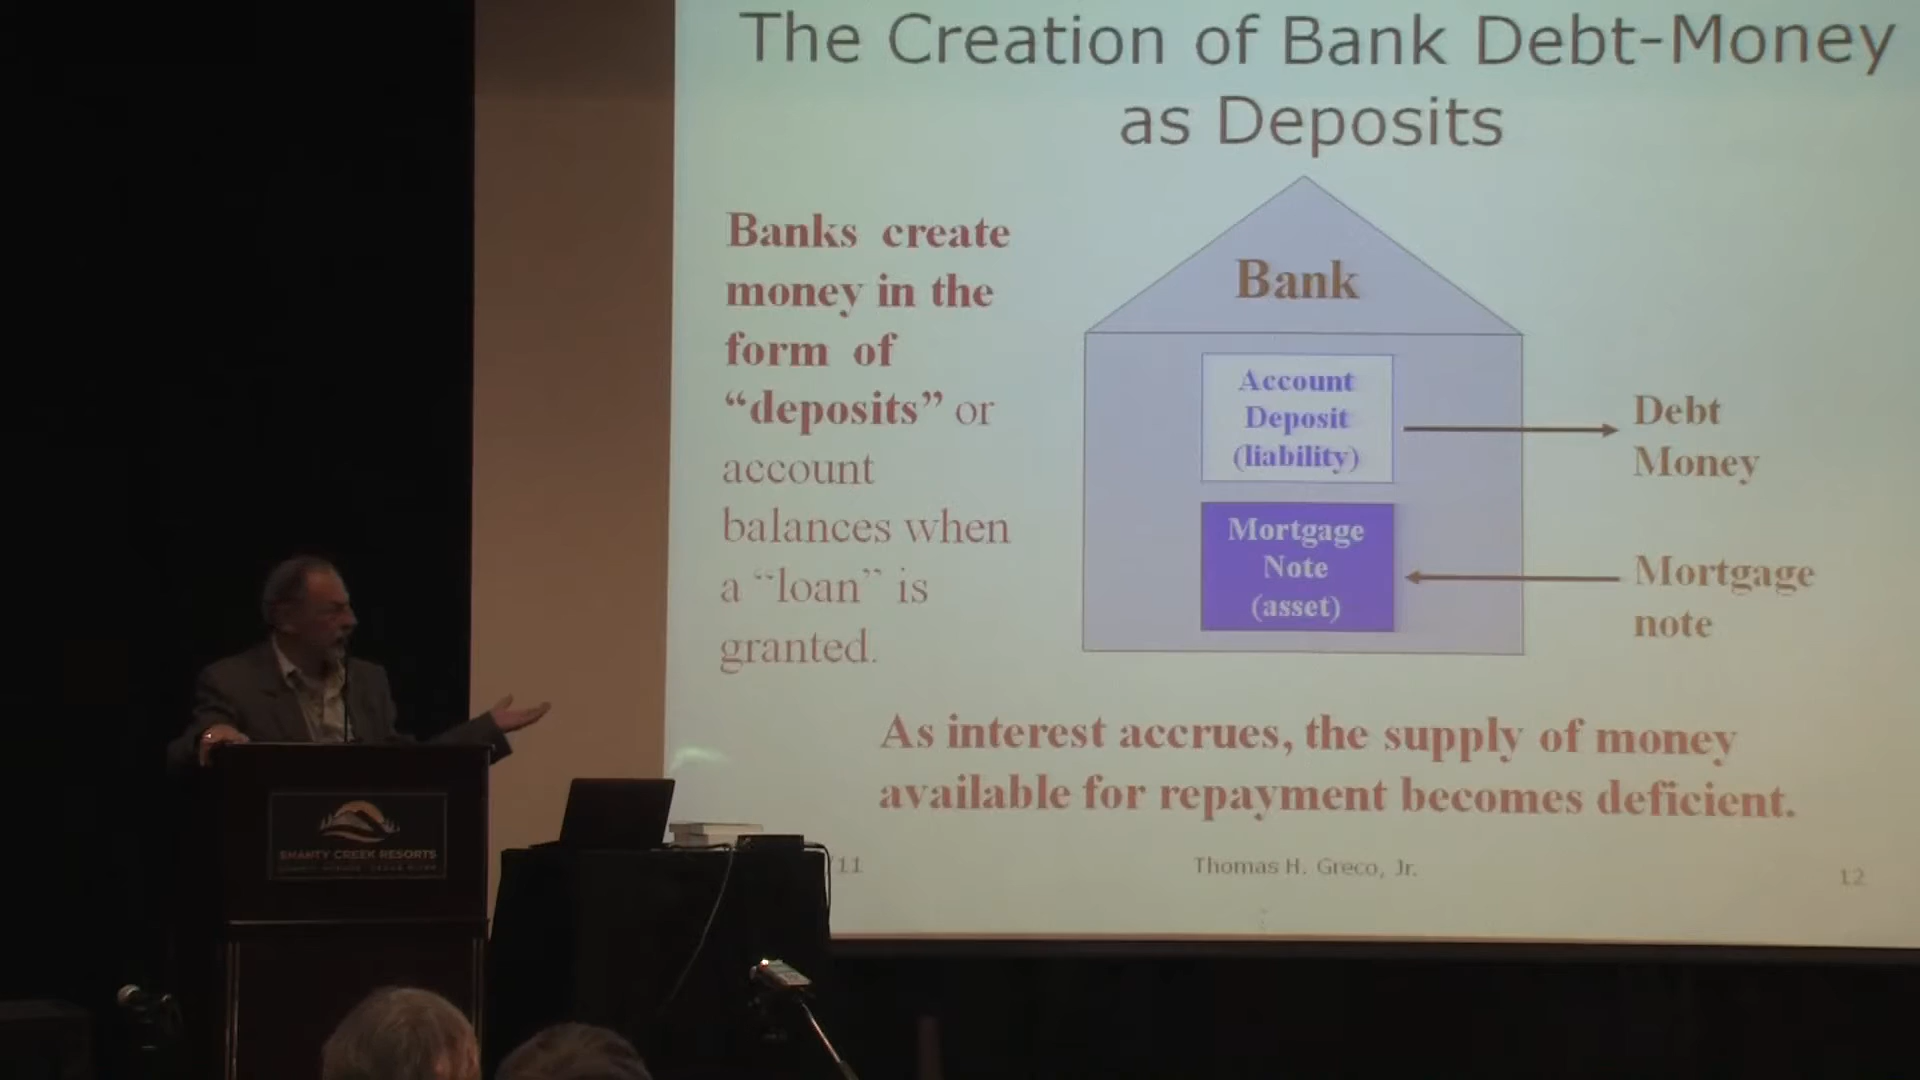 The Creation of Bank Debt-Money
as Deposits
Banks create
money in the
form of
“deposits” or
account
balances when
a “loan” is
granted.
Bank
Account
Deposit
(liability)
Mortgage
Note
(asset)
Debt
Money
Mortgage
note
As interest accrues, the supply of money
available for repayment becomes deficient.
/11
Thomas H. Greco, Jr.
12
SHANTY CREEK RESORTS